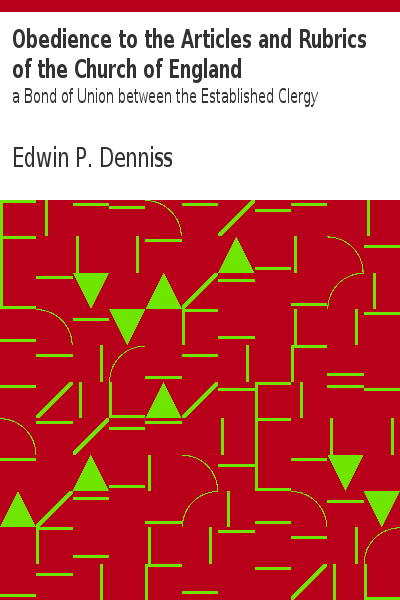 Obedience to the Articles and Rubrics
of the Church of England
a Bond of Union between the Established Clergy
Edwin P. Denniss